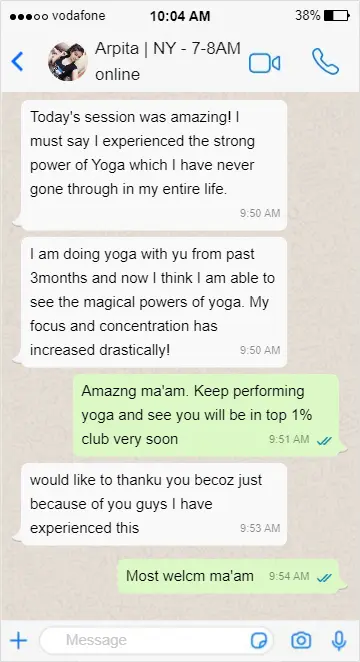 vodafone 10:04 AM 38%
Arpita | NY - 7-8AM
online
Today's session was amazing! I
must say I experienced the strong
power of Yoga which I have never
gone through in my entire life.
9:50 AM
I am doing yoga with yu from past
3months and now I think I am able to
see the magical powers of yoga. My
focus and concentration has
increased drastically! 9:50 AM
Amazng ma'am. Keep performing
yoga and see you will be in top 1%
club very soon 9:51 AM
would like to thanku you becoz just
because of you guys I have
experienced this 9:53 AM
Most welcm ma'am 9:54 AM
Message